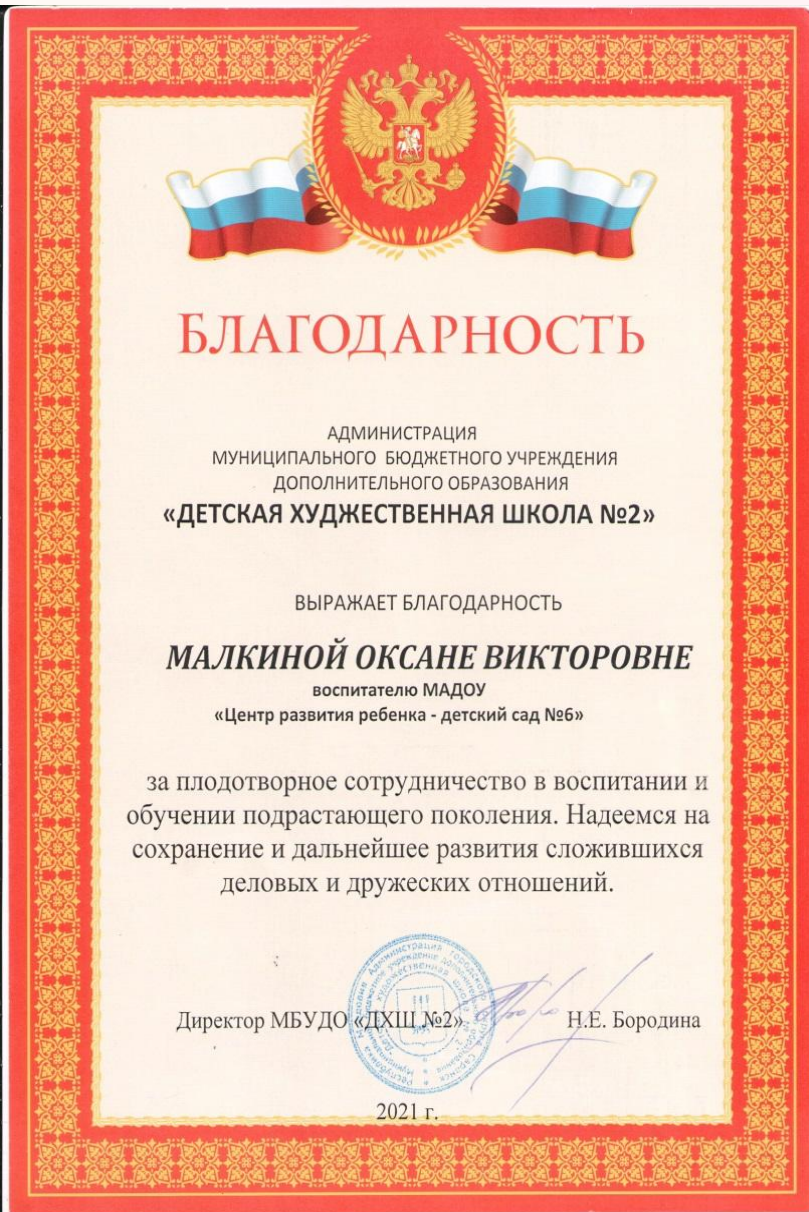 БЛАГОДАРНОСТЬ
АДМИНИСТРАЦИЯ
МУНИЦИПАЛЬНОГО БЮДЖЕТНОГО УЧРЕЖДЕНИЯ
ДОПОЛНИТЕЛЬНОГО ОБРАЗОВАНИЯ
«ДЕТСКАЯ ХУДЖЕСТВЕННАЯ ШКОЛА №2»
ВЫРАЖАЕТ БЛАГОДАРНОСТЬ
МАЛКИНОЙ ОКСАНЕ ВИКТОРОВНЕ
воспитателю МАДОУ
«Центр развития ребенка - детский сад №6»
за плодотворное сотрудничество в воспитании и
обучении подрастающего поколения. Надеемся на
сохранение и дальнейшее развития сложившихся
деловых и дружеских отношений.
Директор МБУДО «ДХШ №2» Н.Е. Бородина
2021 г.